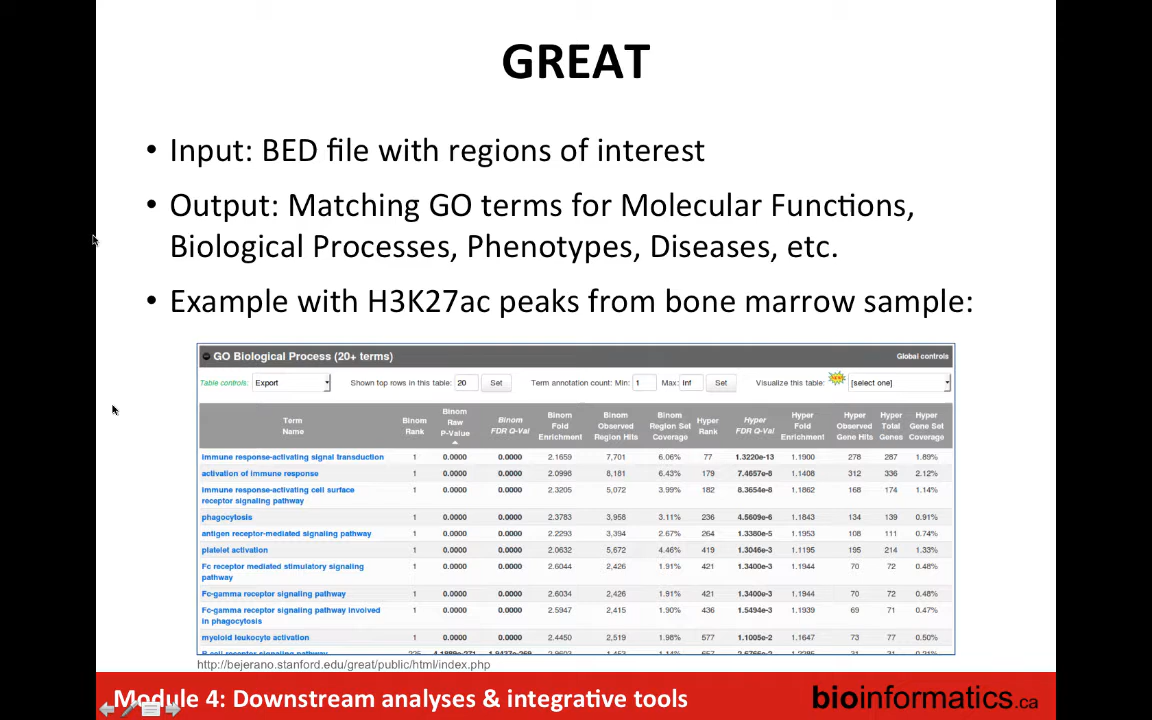 GREAT
• Input: BED file with regions of interest
• Output: Matching GO terms for Molecular Functions,
Biological Processes, Phenotypes, Diseases, etc.
• Example with H3K27ac peaks from bone marrow sample:
GO Biological Process (20+ terms) Global controls
Table controls: Export Shown top rows in this table: 20 Set Term annotation count: Min: 1 Max: Inf Set Visualize this table: [select one]
Term Name Binom Rank Binom Raw P-Value Binom FDR Q-Val Binom Fold Enrichment Binom Observed Region Hits Binom Region Set Coverage Hyper Rank Hyper FDR Q-Val Hyper Fold Enrichment Hyper Observed Gene Hits Hyper Total Genes Hyper Gene Set Coverage
immune response-activating signal transduction 1 0.0000 0.0000 2.1659 7,701 6.06% 77 1.3220e-13 1.1900 278 287 1.89%
activation of immune response 1 0.0000 0.0000 2.0998 8,181 6.43% 179 7.4657e-8 1.1408 312 336 2.12%
immune response-activating cell surface
receptor signaling pathway 1 0.0000 0.0000 2.3205 5,072 3.99% 182 8.3654e-8 1.1862 168 174 1.14%
phagocytosis 1 0.0000 0.0000 2.3783 3,958 3.11% 236 4.5609e-6 1.1843 134 139 0.91%
antigen receptor-mediated signaling pathway 1 0.0000 0.0000 2.2293 3,394 2.67% 264 1.3380e-5 1.1953 108 111 0.74%
platelet activation 1 0.0000 0.0000 2.0632 5,672 4.46% 419 1.3046e-3 1.1195 195 214 1.33%
Fc receptor mediated stimulatory signaling
pathway 1 0.0000 0.0000 2.6044 2,426 1.91% 421 1.3400e-3 1.1944 70 72 0.48%
Fc-gamma receptor signaling pathway 1 0.0000 0.0000 2.6034 2,426 1.91% 421 1.3400e-3 1.1944 70 72 0.48%
Fc-gamma receptor signaling pathway involved
in phagocytosis 1 0.0000 0.0000 2.5947 2,415 1.90% 436 1.5494e-3 1.1939 69 71 0.47%
myeloid leukocyte activation 1 0.0000 0.0000 2.4450 2,519 1.98% 577 1.1005e-2 1.1647 73 77 0.50%
B cell receptor signaling pathway
http://bejerano.stanford.edu/great/public/html/index.php
Module 4: Downstream analyses & integrative tools
bioinformatics.ca